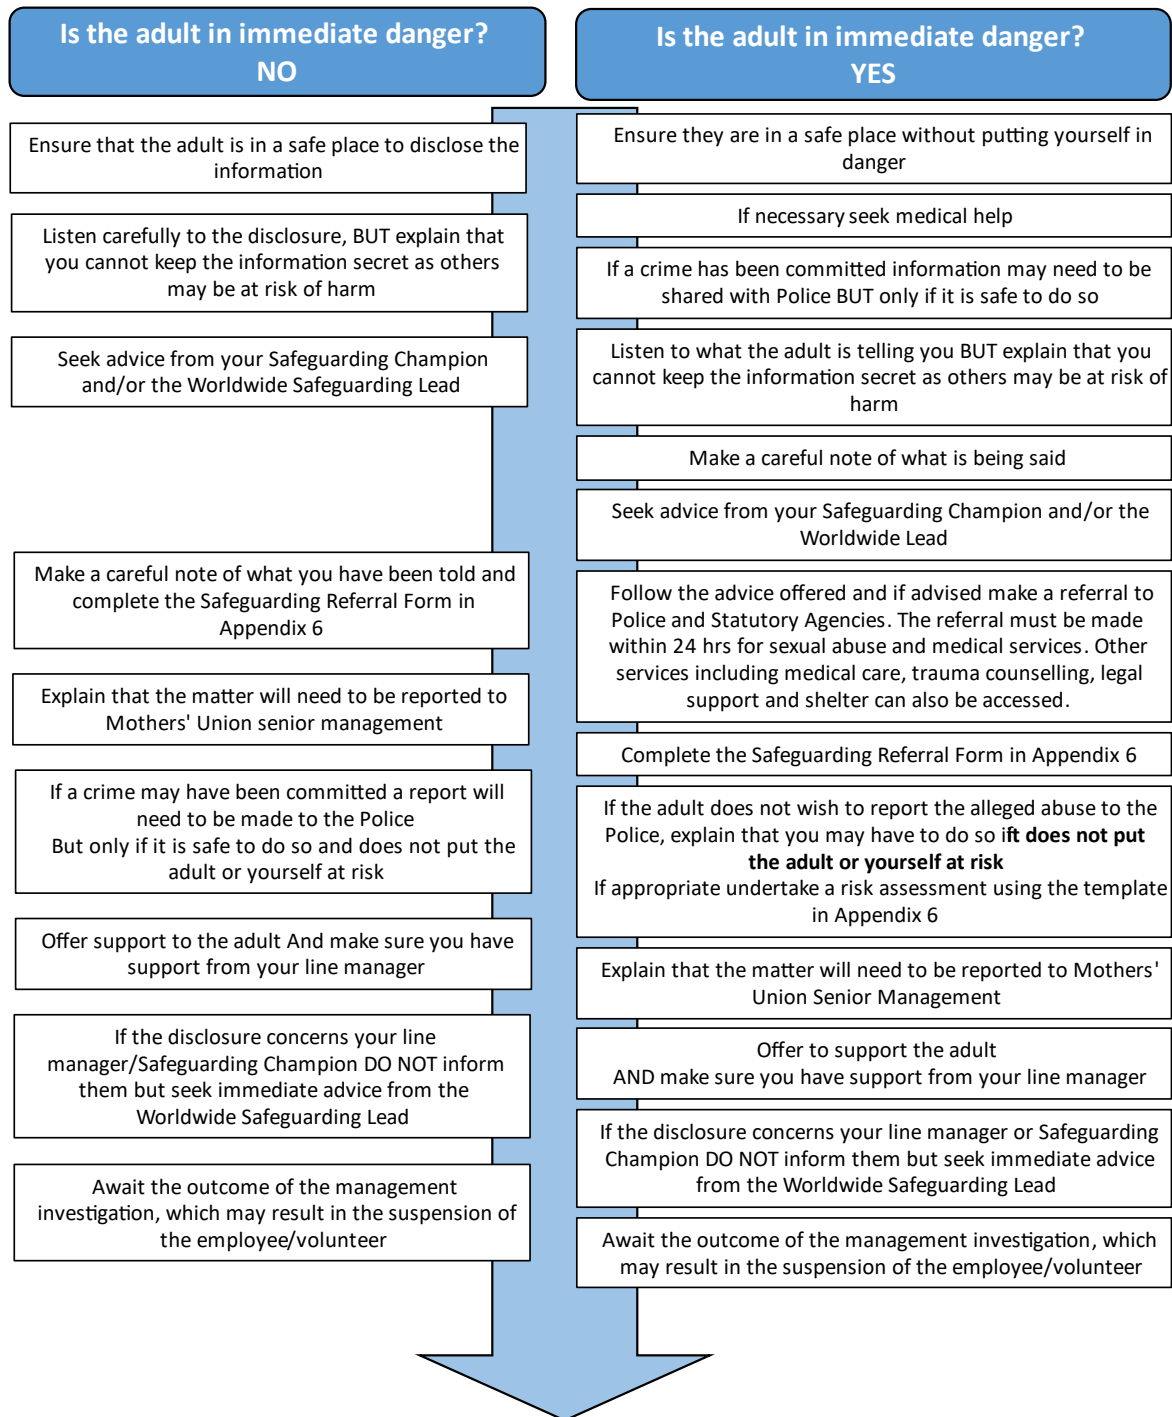 Is the adult in immediate danger?
NO
Ensure that the adult is in a safe place to disclose the
information
Listen carefully to the disclosure, BUT explain that
you cannot keep the information secret as others
may be at risk of harm
Seek advice from your Safeguarding Champion
and/or the Worldwide Safeguarding Lead
Make a careful note of what you have been told and
complete the Safeguarding Referral Form in
Appendix 6
Explain that the matter will need to be reported to
Mothers' Union senior management
If a crime may have been committed a report will
need to be made to the Police
But only if it is safe to do so and does not put the
adult or yourself at risk
Offer support to the adult And make sure you have
support from your line manager
If the disclosure concerns your line
manager/Safeguarding Champion DO NOT inform
them but seek immediate advice from the
Worldwide Safeguarding Lead
Await the outcome of the management
investigation, which may result in the suspension of
the employee/volunteer
Is the adult in immediate danger?
YES
Ensure they are in a safe place without putting yourself in
danger
If necessary seek medical help
If a crime has been committed information may need to be
shared with Police BUT only if it is safe to do so
Listen to what the adult is telling you BUT explain that you
cannot keep the information secret as others may be at risk of
harm
Make a careful note of what is being said
Seek advice from your Safeguarding Champion and/or the
Worldwide Lead
Follow the advice offered and if advised make a referral to
Police and Statutory Agencies. The referral must be made
within 24 hrs for sexual abuse and medical services. Other
services including medical care, trauma counselling, legal
support and shelter can also be accessed.
Complete the Safeguarding Referral Form in Appendix 6
If the adult does not wish to report the alleged abuse to the
Police, explain that you may have to do so ift does not put
the adult or yourself at risk
If appropriate undertake a risk assessment using the template
in Appendix 6
Explain that the matter will need to be reported to Mothers'
Union Senior Management
Offer to support the adult
AND make sure you have support from your line manager
If the disclosure concerns your line manager or Safeguarding
Champion DO NOT inform them but seek immediate advice
from the Worldwide Safeguarding Lead
Await the outcome of the management investigation, which
may result in the suspension of the employee/volunteer